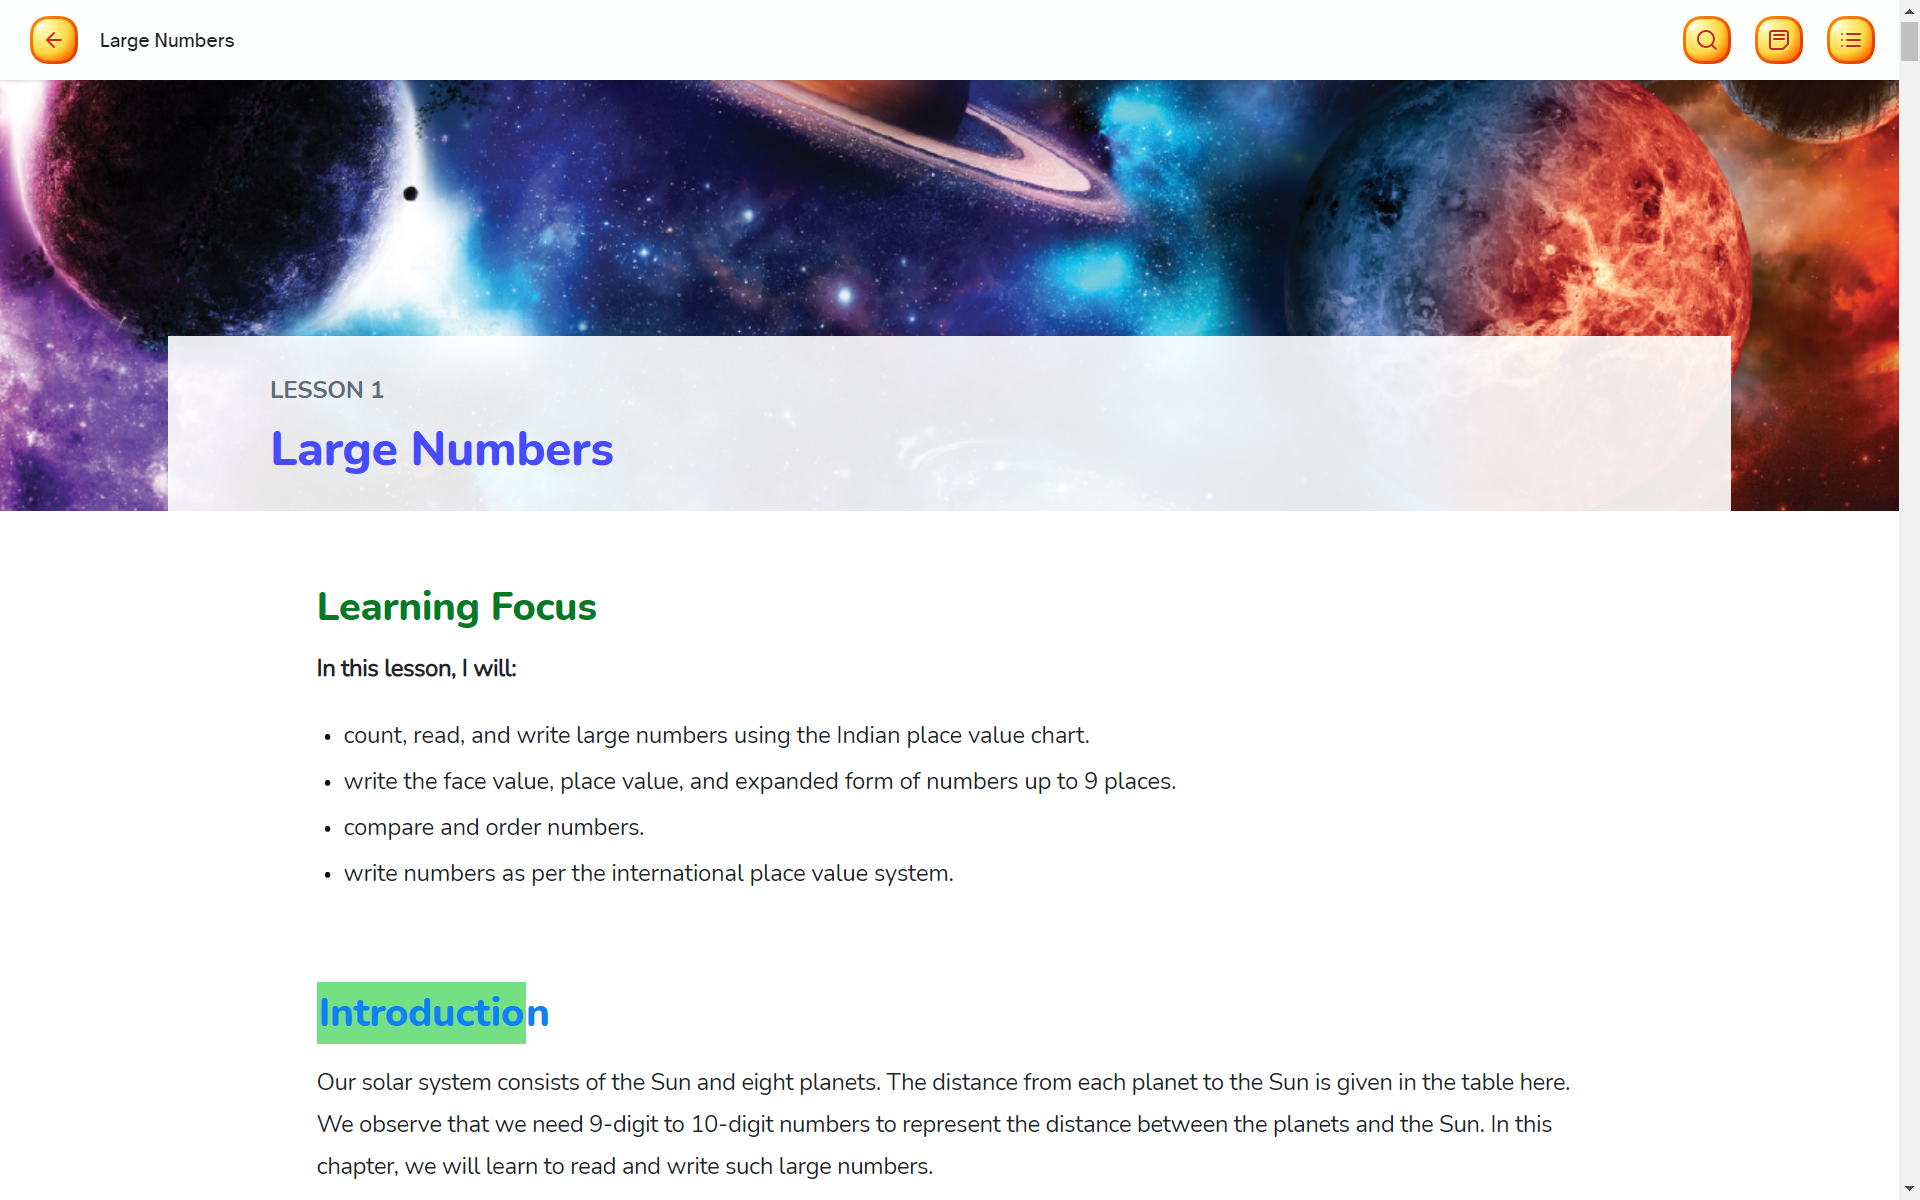 Large Numbers
LESSON 1
Large Numbers
Learning Focus
In this lesson, I will:
• count, read, and write large numbers using the Indian place value chart.
• write the face value, place value, and expanded form of numbers up to 9 places.
• compare and order numbers.
• write numbers as per the international place value system.
Introduction
Our solar system consists of the Sun and eight planets. The distance from each planet to the Sun is given in the table here.
We observe that we need 9-digit to 10-digit numbers to represent the distance between the planets and the Sun. In this
chapter, we will learn to read and write such large numbers.